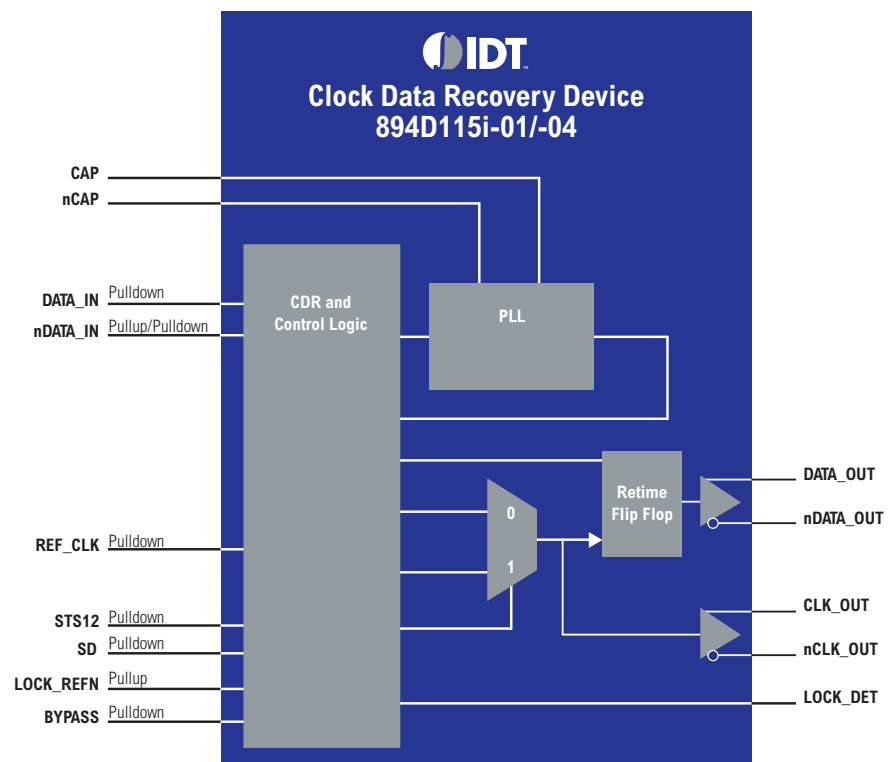 IDT™
Clock Data Recovery Device
894D115i-01/-04
CAP
nCAP
DATA_IN Pulldown
nDATA_IN Pullup/Pulldown
CDR and
Control Logic
PLL
REF_CLK Pulldown
STS12 Pulldown
SD Pulldown
LOCK_REFN Pullup
BYPASS Pulldown
0
1
Retime
Flip Flop
DATA_OUT
nDATA_OUT
CLK_OUT
nCLK_OUT
LOCK_DET